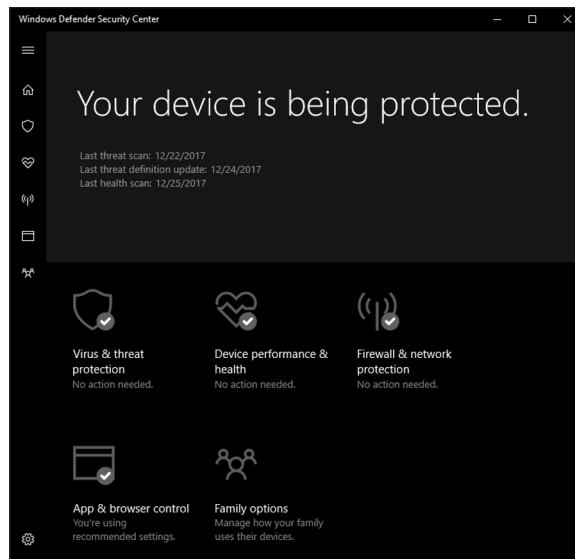 Windows Defender Security Center
Your device is being protected.
Last threat scan: 12/22/2017
Last threat definition update: 12/24/2017
Last health scan: 12/25/2017
Virus & threat
protection
No action needed.
Device performance &
health
No action needed.
Firewall & network
protection
No action needed.
App & browser control
You're using
recommended settings.
Family options
Manage how your family
uses their devices.